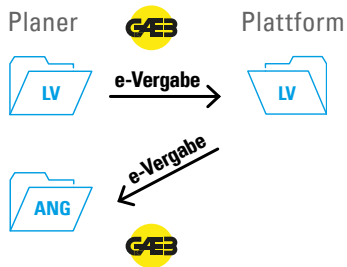 Planer
GAEB
Plattform
LV
e-Vergabe
LV
e-Vergabe
ANG
GAEB